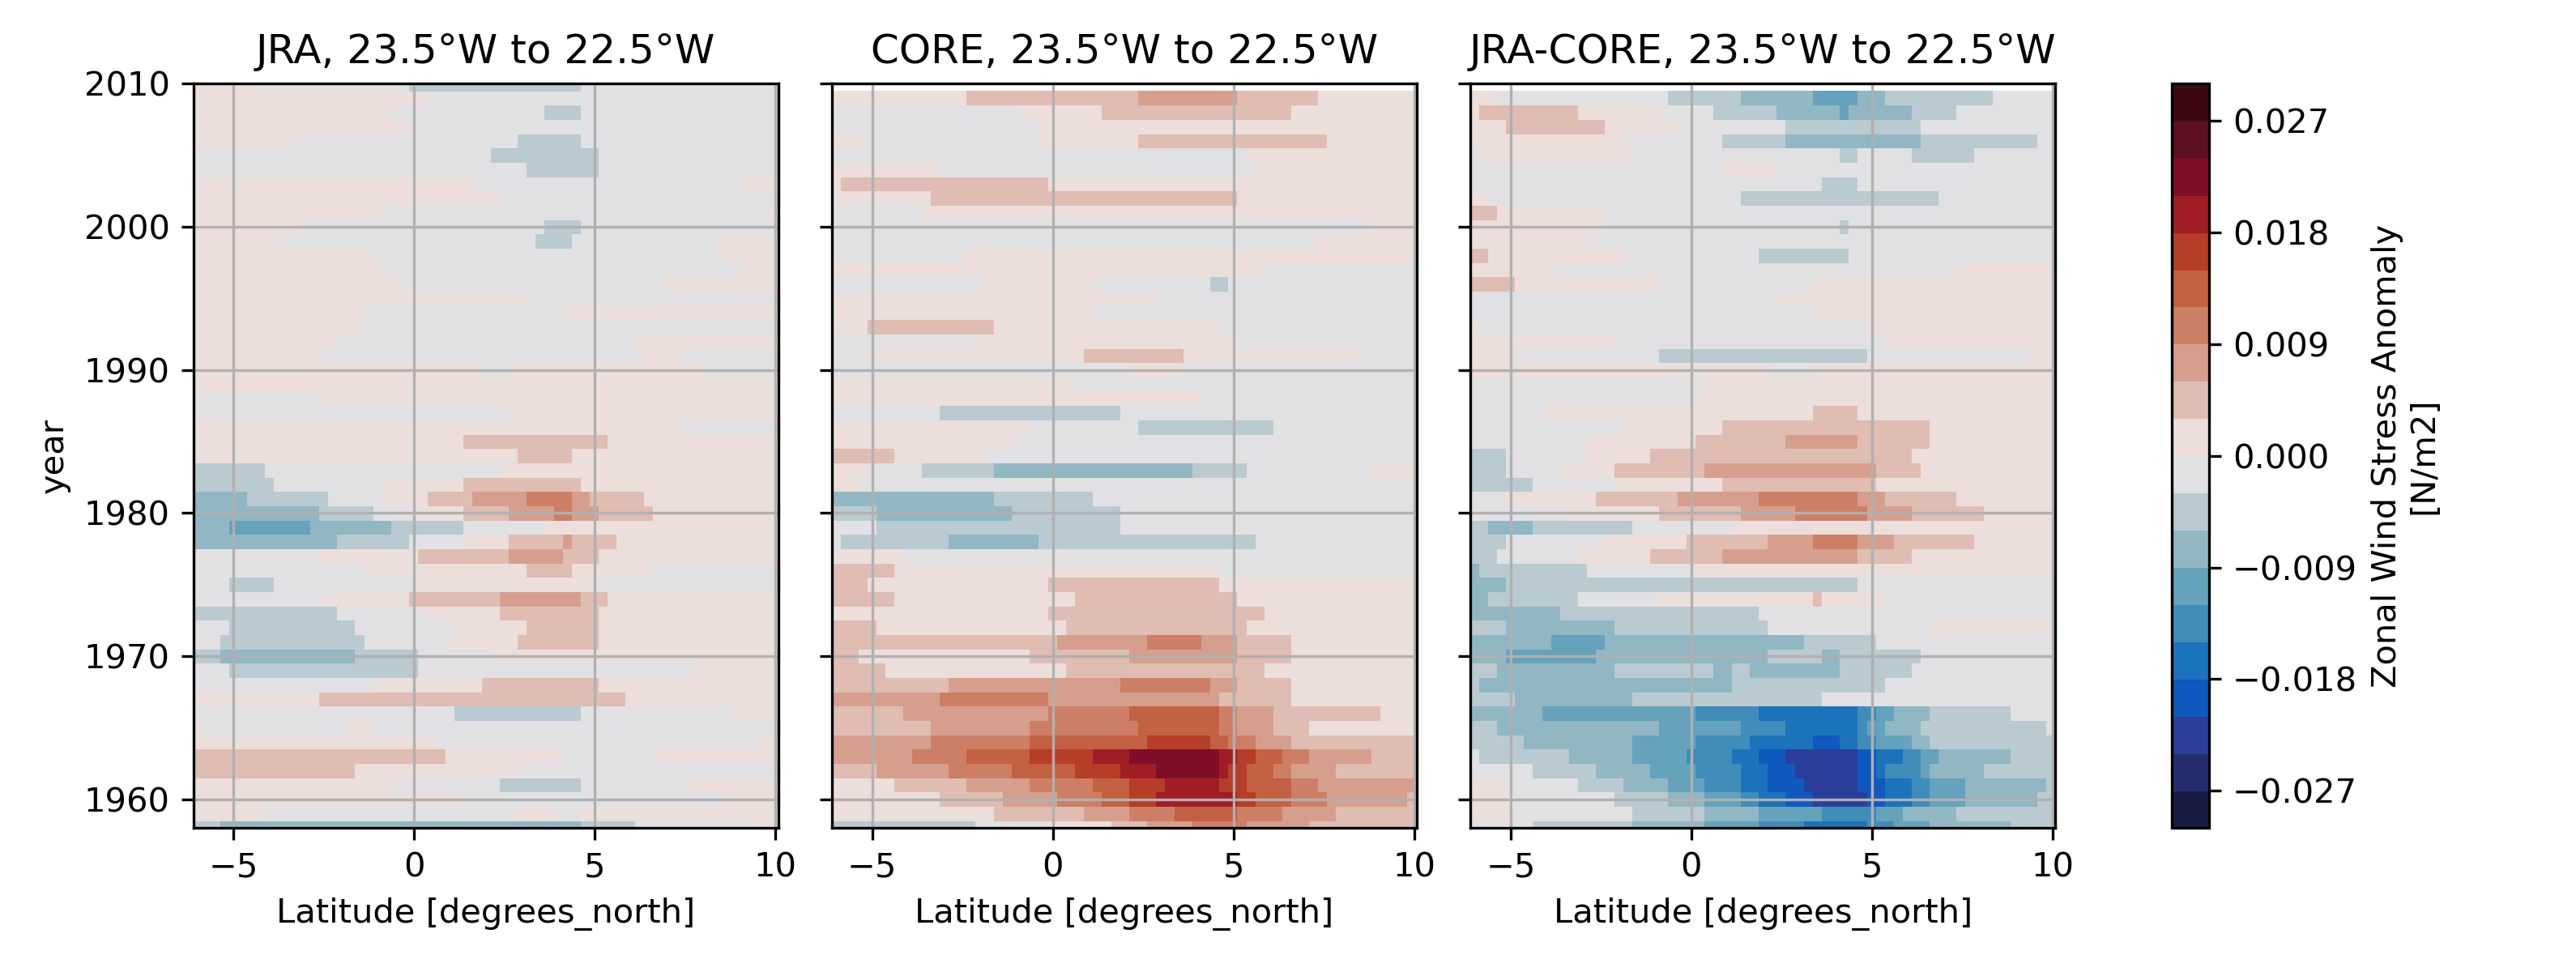 JRA, 23.5°W to 22.5°W
CORE, 23.5°W to 22.5°W
JRA-CORE, 23.5°W to 22.5°W
2010
2000
1990
1980
1970
1960
year
−5 0 5 10
−5 0 5 10
−5 0 5 10
Latitude [degrees_north]
Latitude [degrees_north]
Latitude [degrees_north]
0.027
0.018
0.009
0.000
−0.009
−0.018
−0.027
Zonal Wind Stress Anomaly
[N/m2]